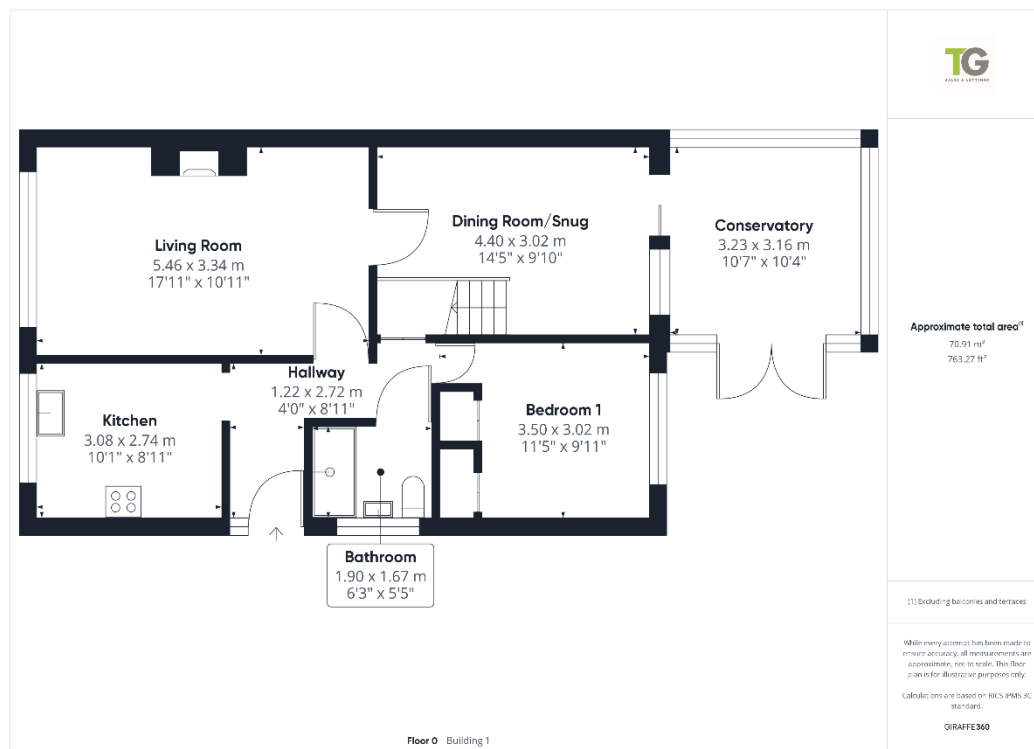 TG
SALES & LETTINGS
Living Room
5.46 x 3.34 m
17'11" x 10'11"
Dining Room/Snug
4.40 x 3.02 m
14'5" x 9'10"
Conservatory
3.23 x 3.16 m
10'7" x 10'4"
Hallway
1.22 x 2.72 m
4'0" x 8'11"
Kitchen
3.08 x 2.74 m
10'1" x 8'11"
Bedroom 1
3.50 x 3.02 m
11'5" x 9'11"
Bathroom
1.90 x 1.67 m
6'3" x 5'5"
Floor 0 Building 1
Approximate total area(1)
70.91 m²
763.27 ft²
(1) Excluding balconies and terraces
While every attempt has been made to
ensure accuracy, all measurements are
approximate, not to scale. This floor
plan is for illustrative purposes only.
Calculations are based on RICS IPMS 3C
standard.
GIRAFFE360